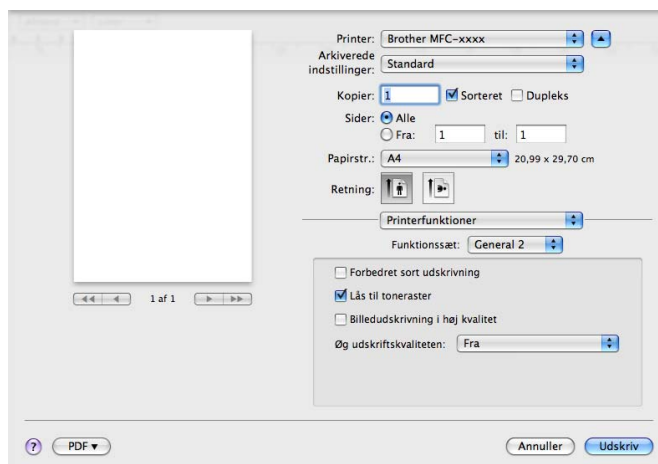 Printer: Brother MFC-xxxx
Arkiverede indstillinger: Standard
Kopier: 1 Sorteret Dupleks
Sider: Alle
Fra: 1 til: 1
Papirstr.: A4 20,99 x 29,70 cm
Retning:
Printerfunktioner
Funktionssæt: General 2
Forbedret sort udskrivning
Lås til toneraster
Billedudskrivning i høj kvalitet
Øg udskriftskvaliteten: Fra
1 af 1
? PDF Annuller Udskriv